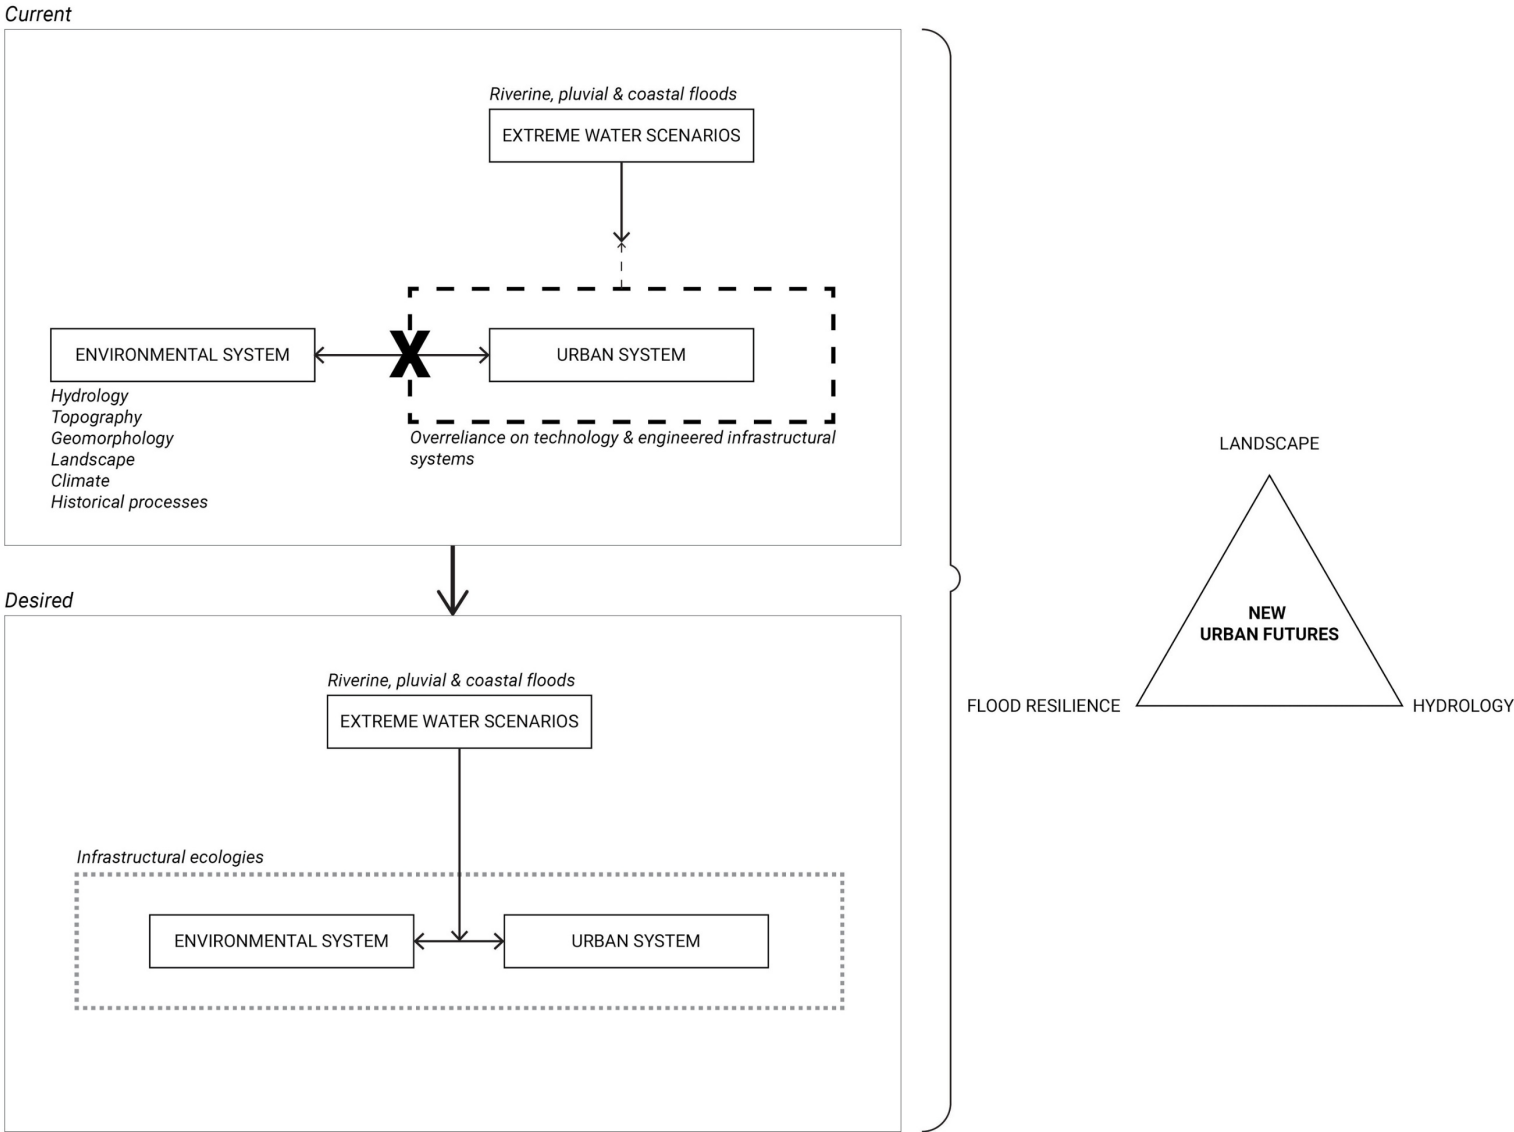 Current
Riverine, pluvial & coastal floods
EXTREME WATER SCENARIOS
ENVIRONMENTAL SYSTEM
X
URBAN SYSTEM
Hydrology
Topography
Geomorphology
Landscape
Climate
Historical processes
Overreliance on technology & engineered infrastructural
systems
Desired
Riverine, pluvial & coastal floods
EXTREME WATER SCENARIOS
Infrastructural ecologies
ENVIRONMENTAL SYSTEM
URBAN SYSTEM
LANDSCAPE
NEW
URBAN FUTURES
FLOOD RESILIENCE
HYDROLOGY